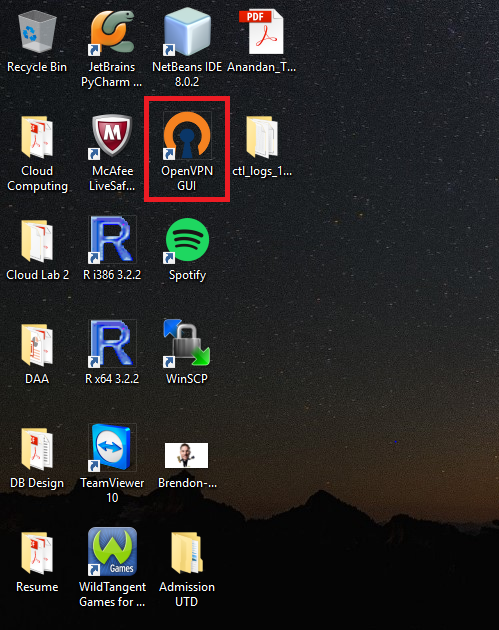 PDF
Recycle Bin
JetBrains
PyCharm ...
NetBeans IDE
8.0.2
Anandan_T...
Cloud
Computing
McAfee
LiveSaf...
OpenVPN
GUI
ctl_logs_1...
Cloud Lab 2
R
R i386 3.2.2
Spotify
DAA
R
R x64 3.2.2
WinSCP
DB Design
TeamViewer
10
Brendon-...
Games
Resume
WildTangent
Games for ...
Admission
UTD